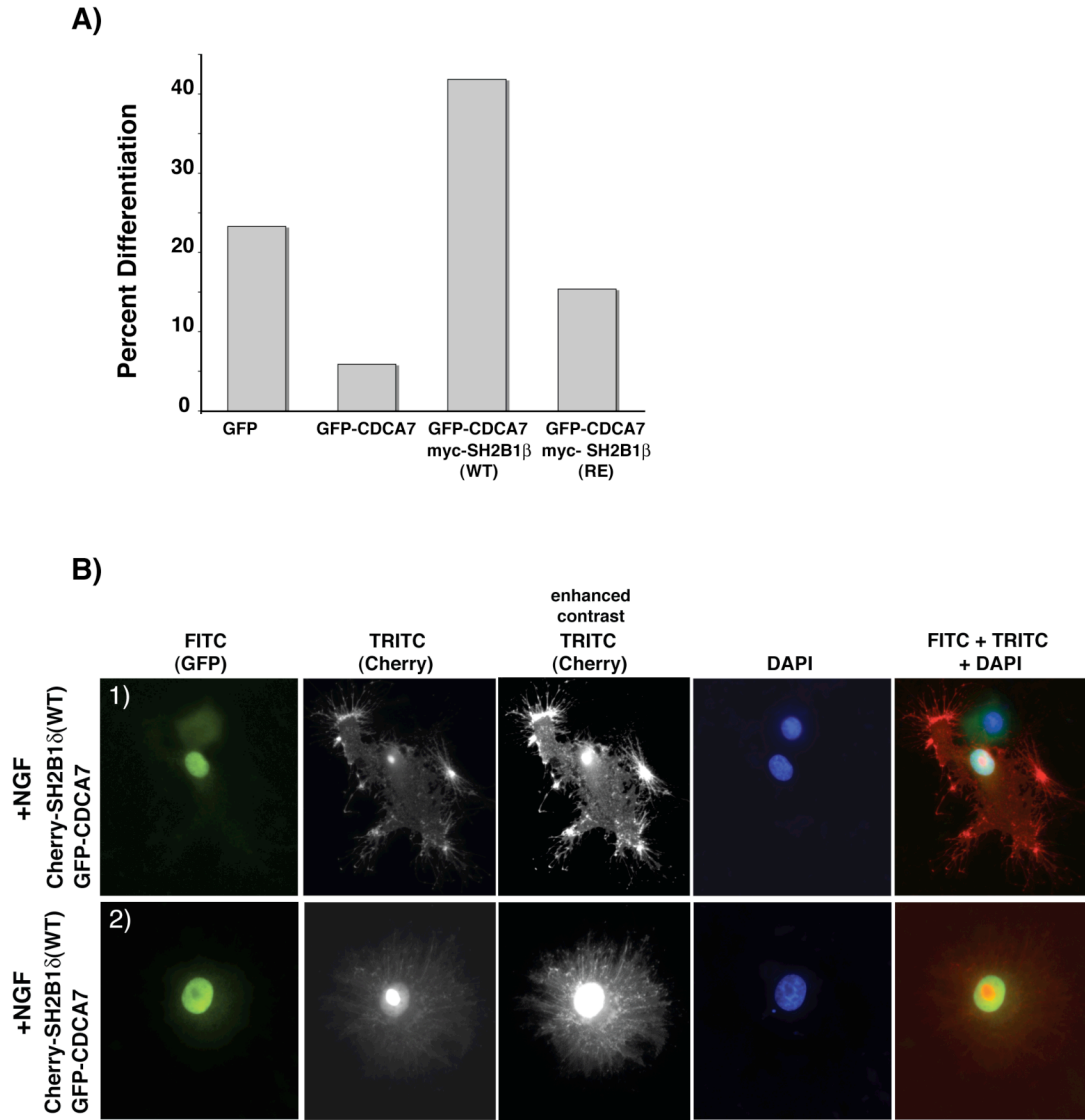 A)
Percent Differentiation
40
30
20
10
0
GFP
GFP-CDCA7
GFP-CDCA7
myc-SH2B1β
(WT)
GFP-CDCA7
myc- SH2B1β
(RE)
B)
FITC
(GFP)
TRITC
(Cherry)
enhanced
contrast
TRITC
(Cherry)
DAPI
FITC + TRITC
+ DAPI
+NGF
Cherry-SH2B1δ(WT)
GFP-CDCA7
1)
+NGF
Cherry-SH2B1δ(WT)
GFP-CDCA7
2)